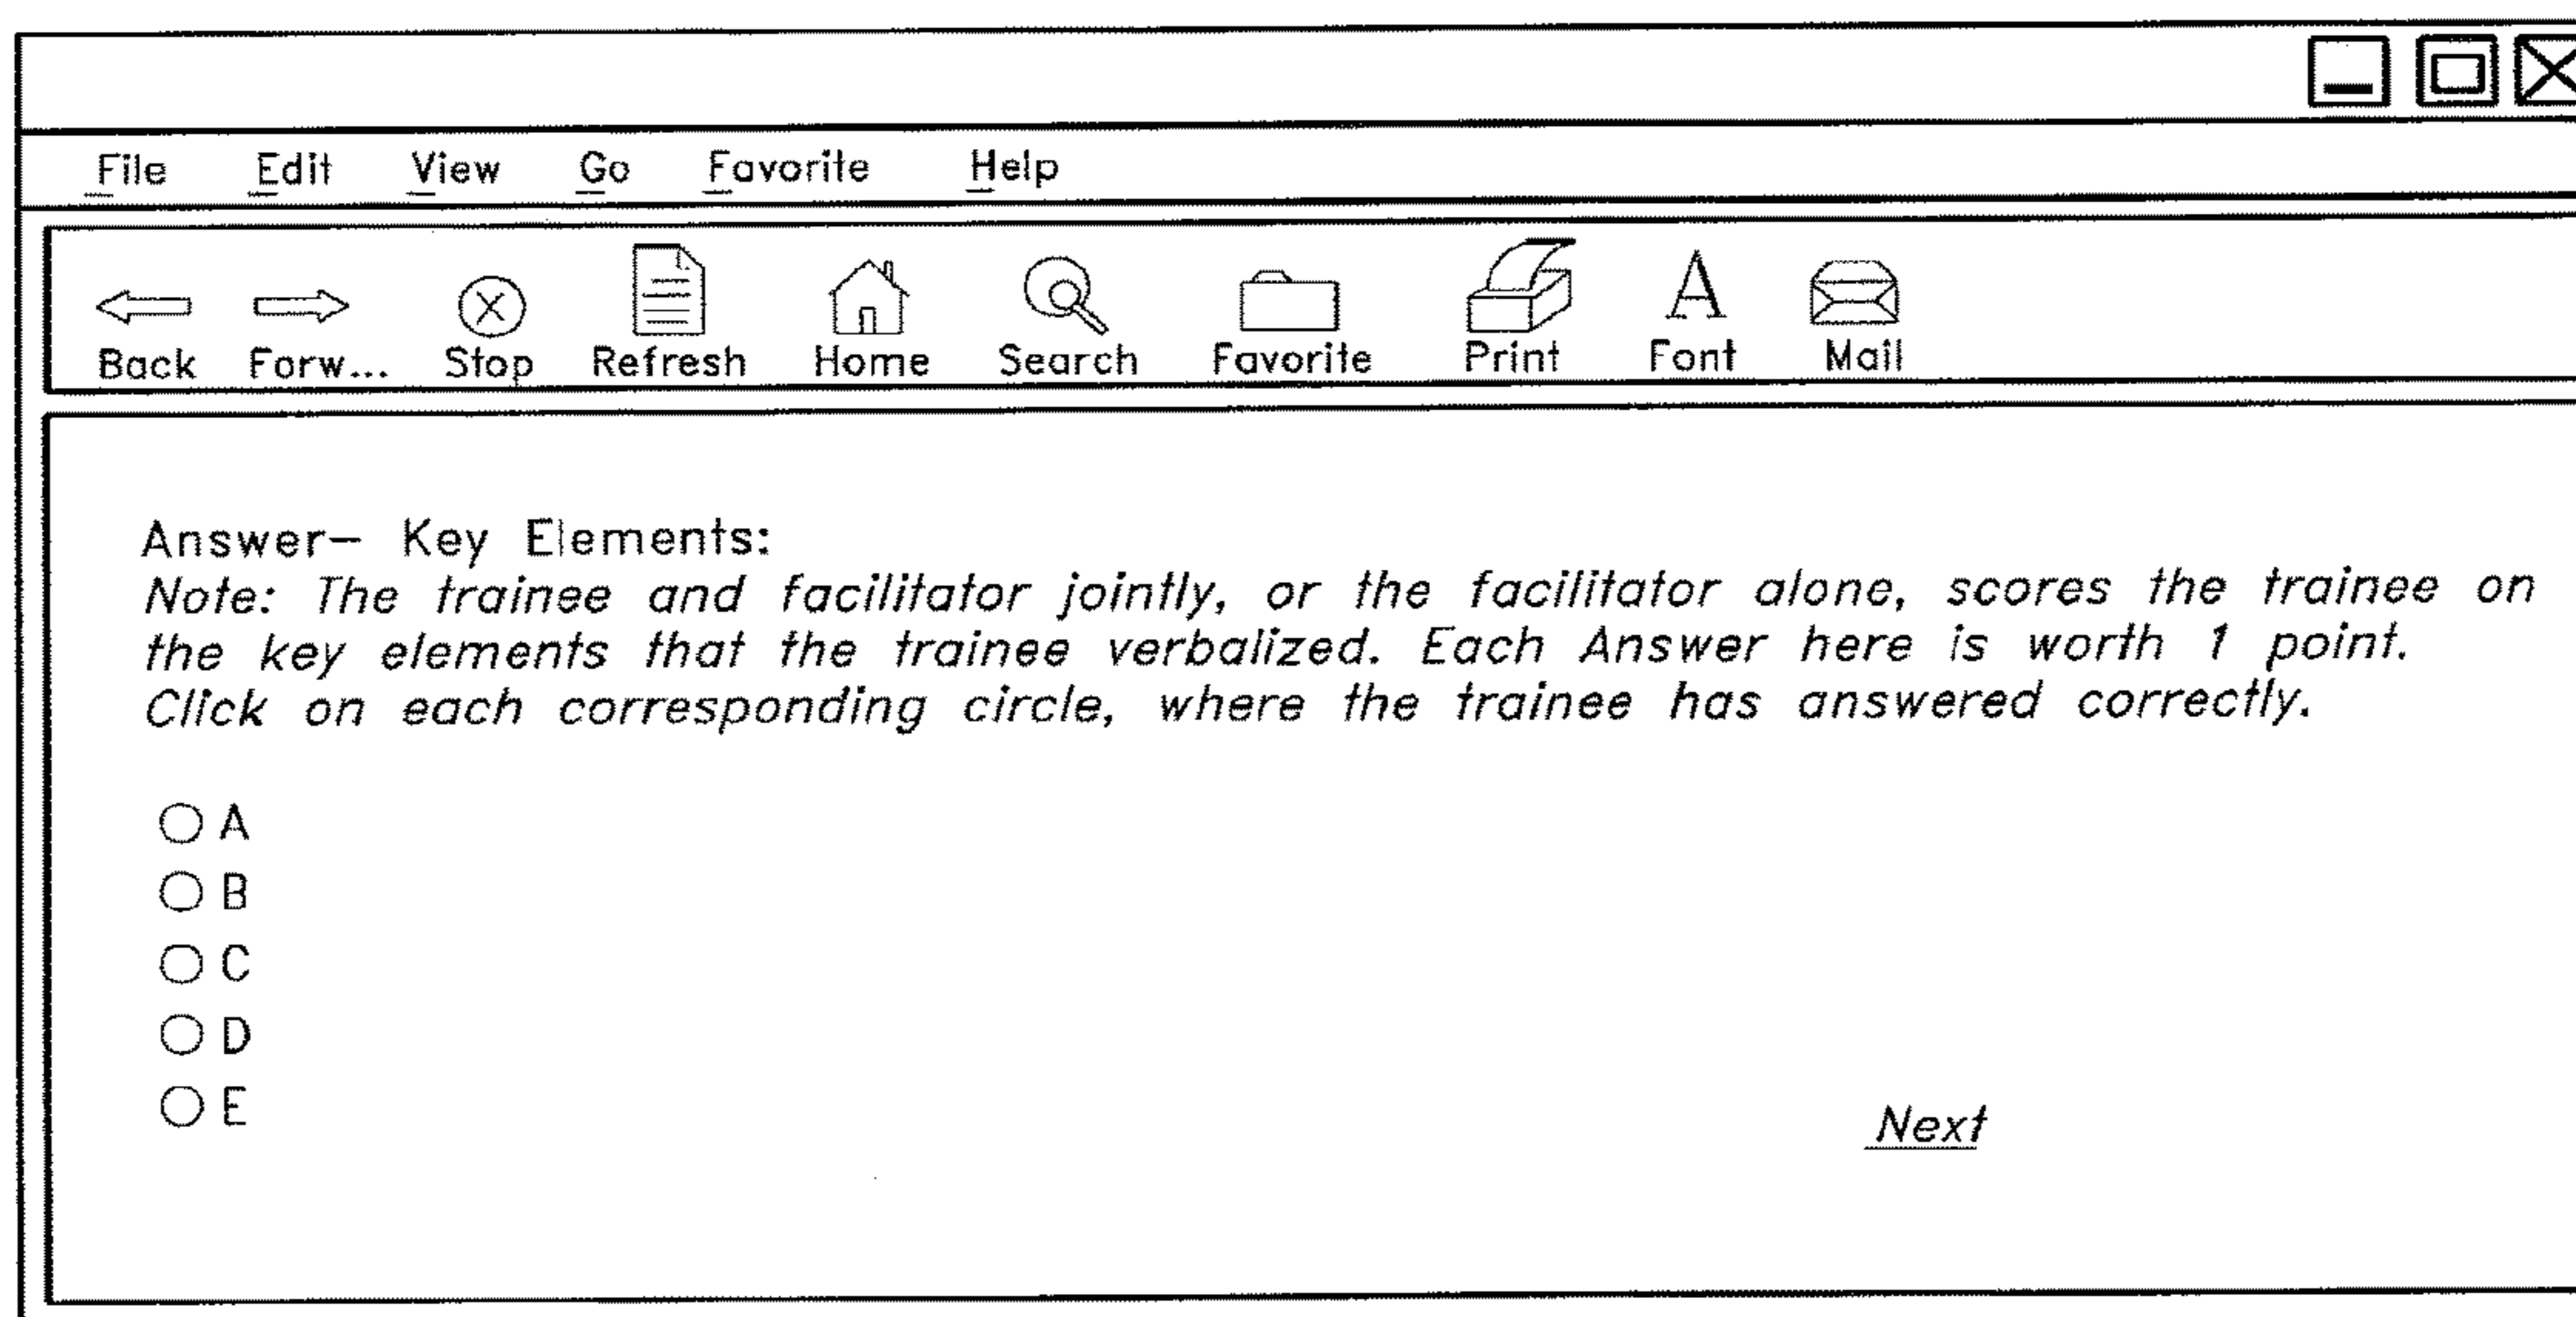 File Edit View Go Favorite Help
Back Forw... Stop Refresh Home Search Favorite Print Font Mail
Answer– Key Elements:
Note: The trainee and facilitator jointly, or the facilitator alone, scores the trainee on
the key elements that the trainee verbalized. Each Answer here is worth 1 point.
Click on each corresponding circle, where the trainee has answered correctly.
A
B
C
D
E
Next